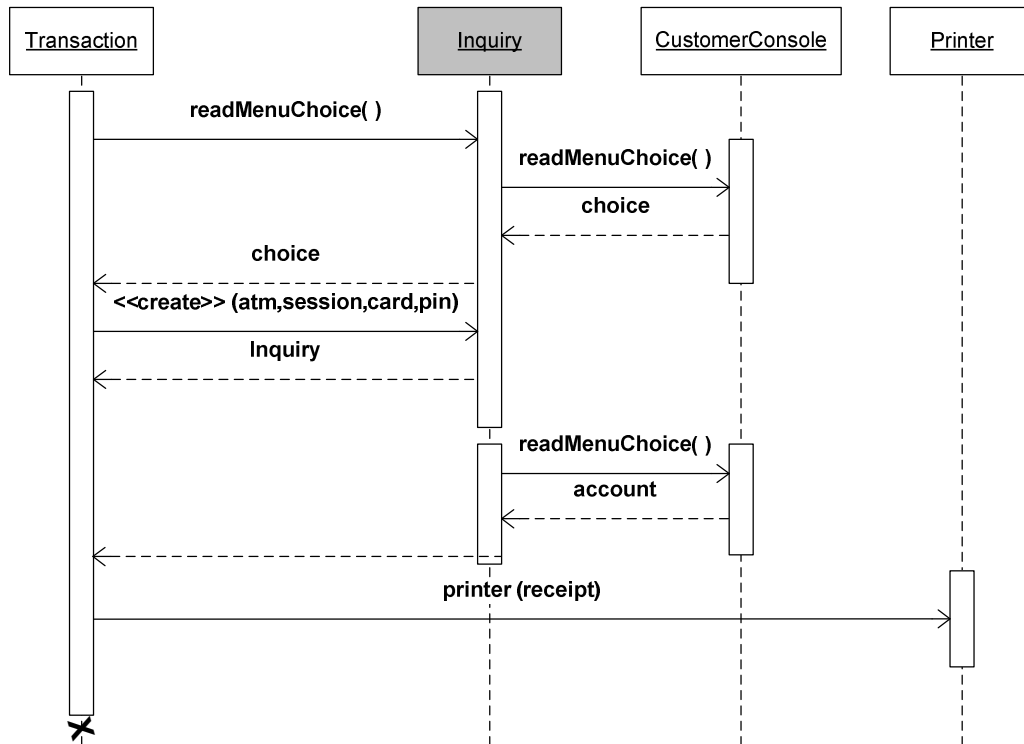 Transaction
Inquiry
CustomerConsole
Printer
readMenuChoice( )
readMenuChoice( )
choice
choice
<<create>> (atm,session,card,pin)
Inquiry
readMenuChoice( )
account
printer (receipt)